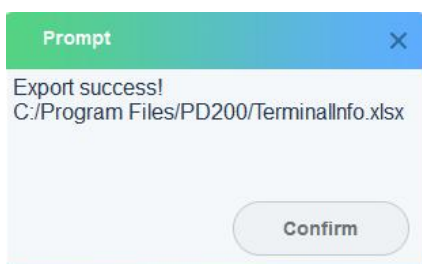 Prompt
Export success!
C:/Program Files/PD200/TerminalInfo.xlsx
Confirm